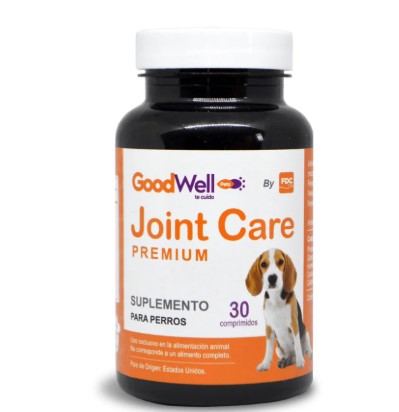 GoodWell Pets
te cuido
By FDC
Joint Care
PREMIUM
SUPLEMENTO
PARA PERROS
30
comprimidos
Uso exclusivo en la alimentación animal
No corresponde a un alimento completo.
País de Origen: Estados Unidos.